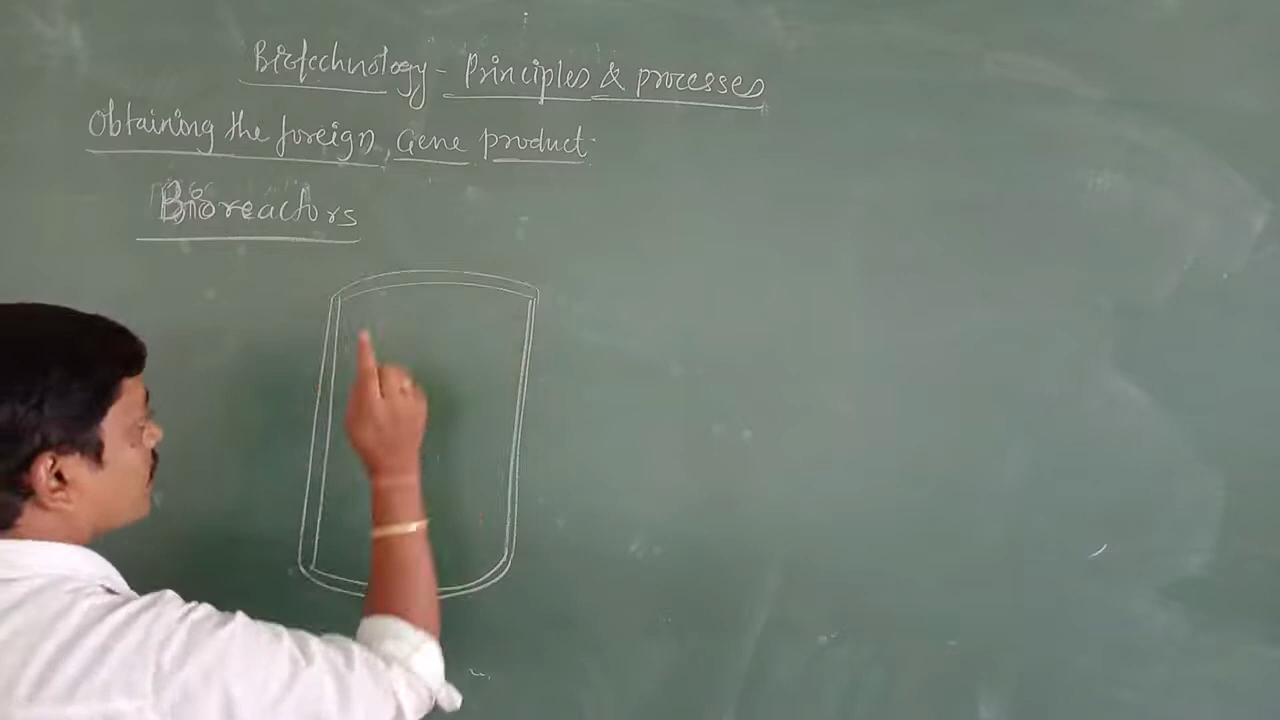 Biotechnology - Principles & processes
Obtaining the foreign Gene product.
Bioreactors